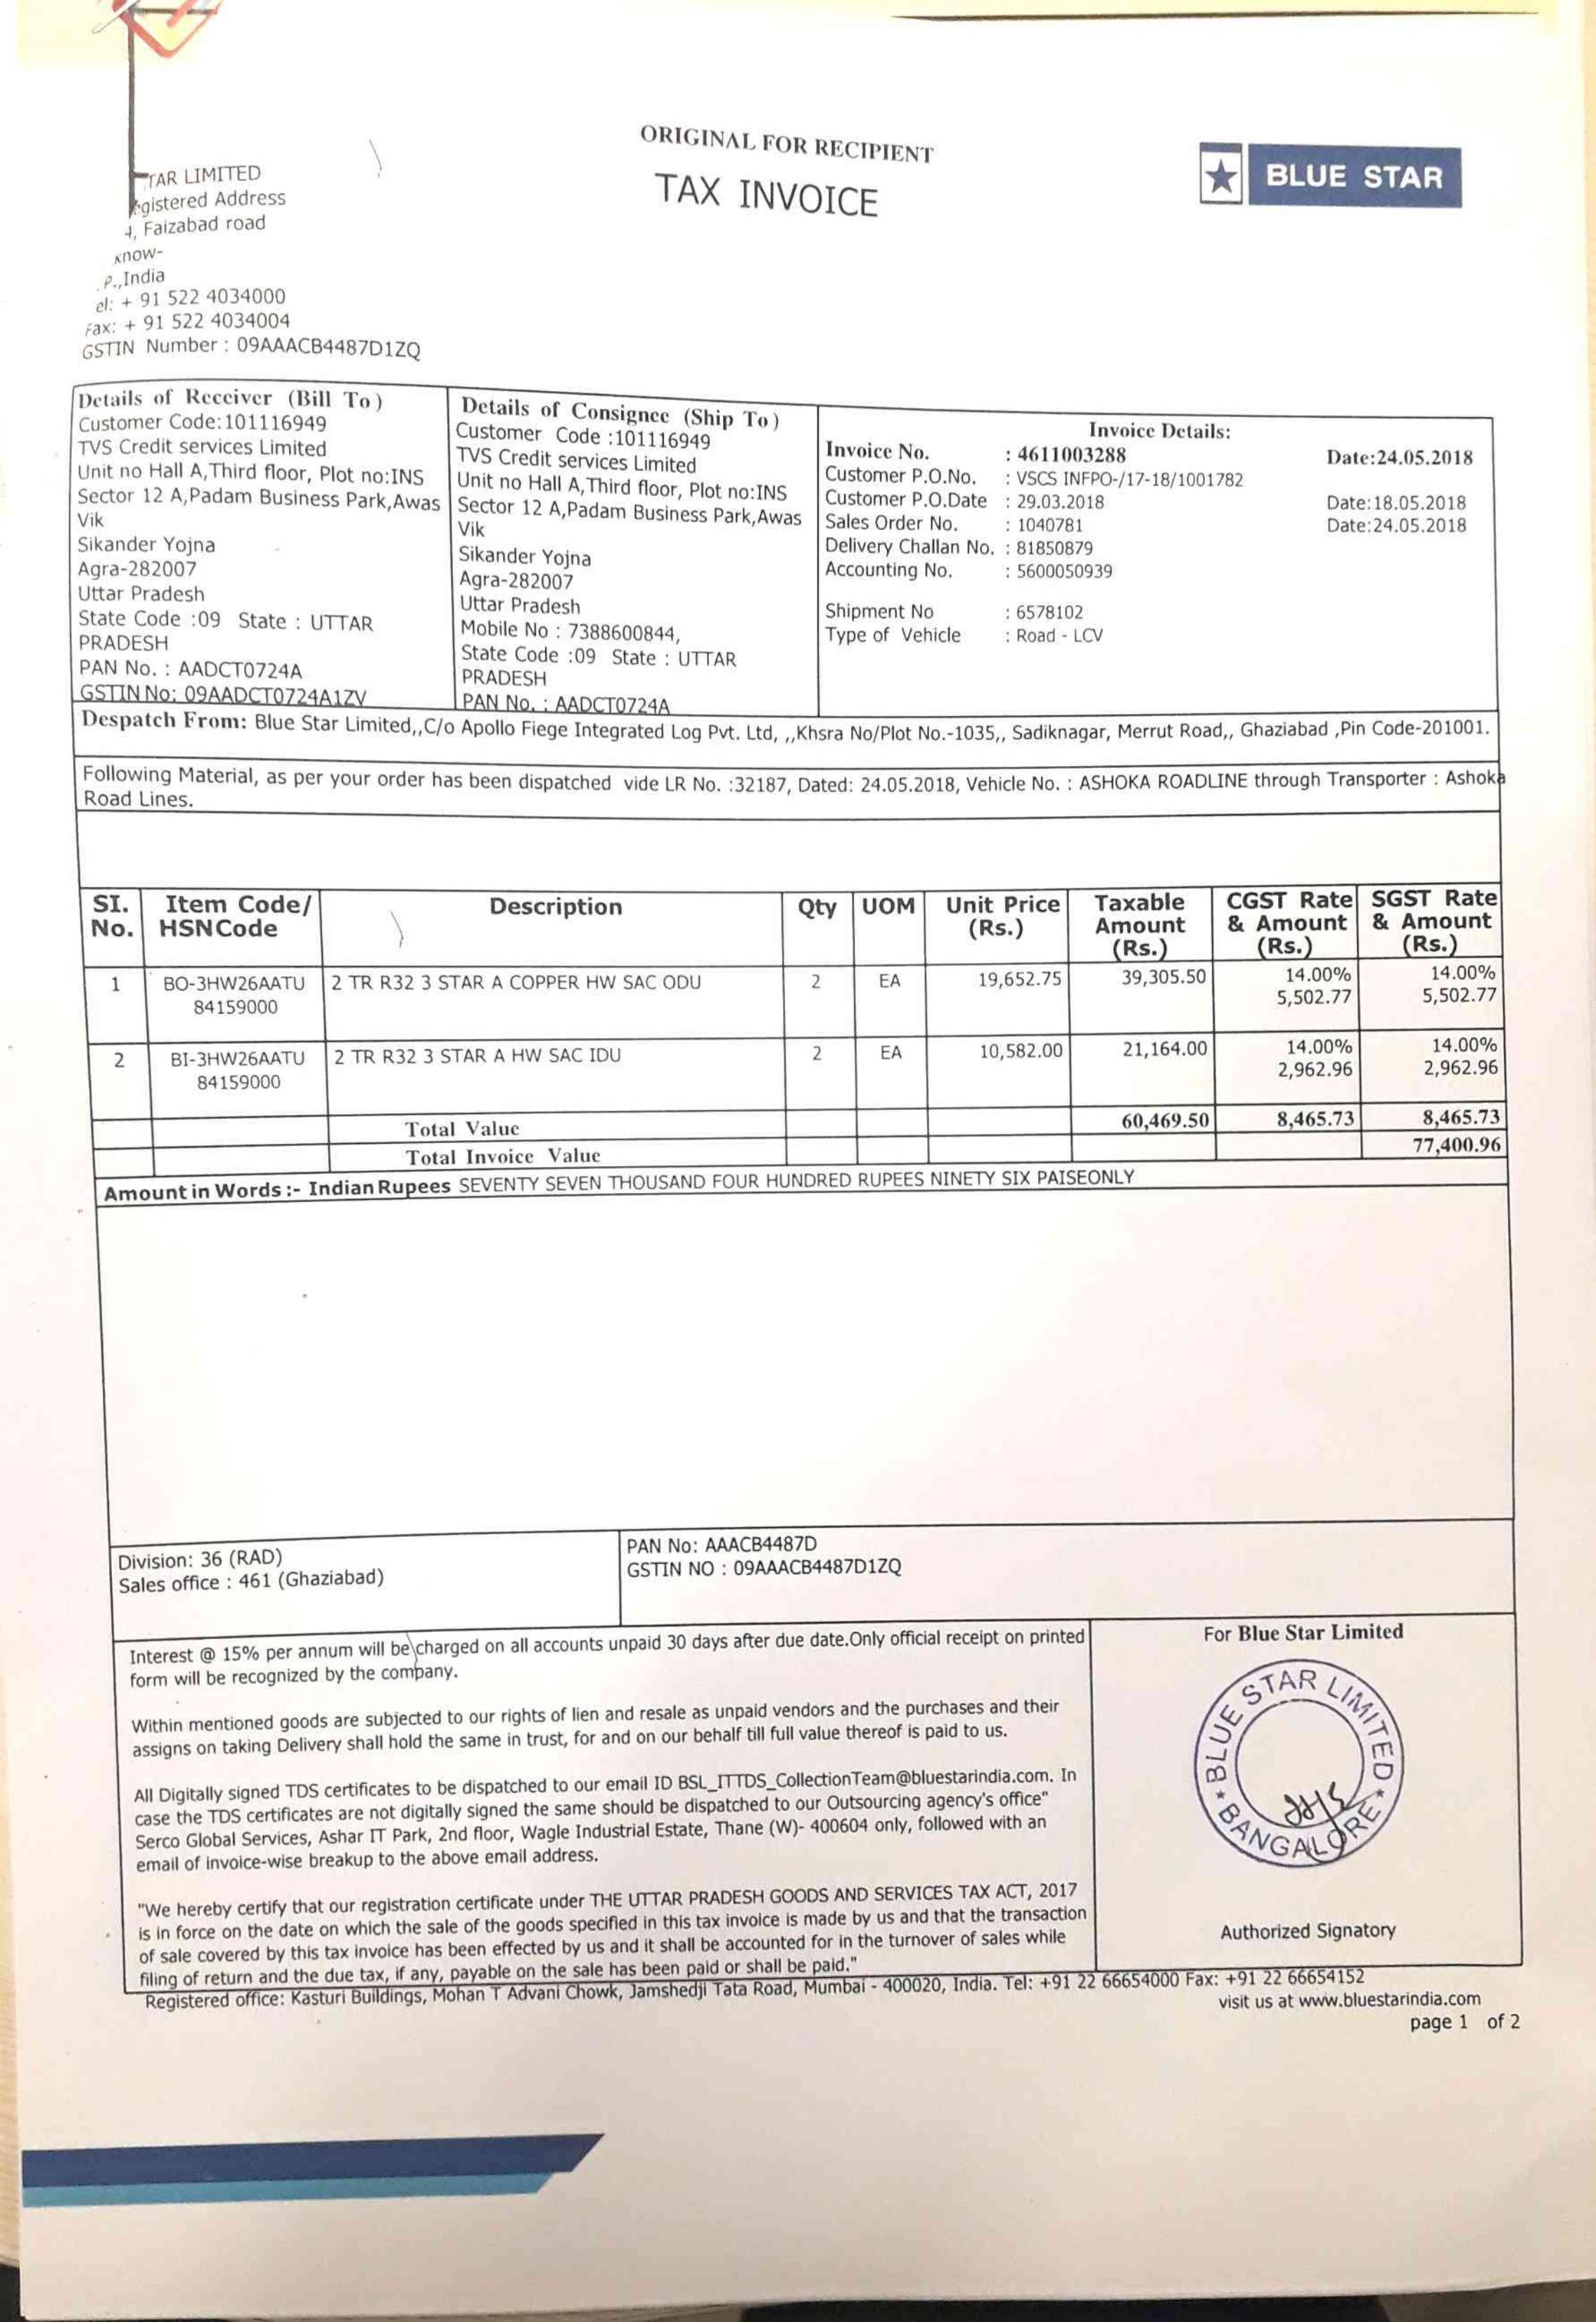 ORIGINAL FOR RECIPIENT
TAX INVOICE
BLUE STAR
TAR LIMITED
gistered Address
, Faizabad road
know-
P.,India
el: + 91 522 4034000
Fax: + 91 522 4034004
GSTIN Number : 09AAACB4487D1ZQ
Details of Receiver (Bill To)
Customer Code:101116949
TVS Credit services Limited
Unit no Hall A,Third floor, Plot no:INS
Sector 12 A,Padam Business Park,Awas
Vik
Sikander Yojna
Agra-282007
Uttar Pradesh
State Code :09 State : UTTAR
PRADESH
PAN No. : AADCT0724A
GSTIN No: 09AADCT0724A1ZV
Details of Consignee (Ship To)
Customer Code :101116949
TVS Credit services Limited
Unit no Hall A,Third floor, Plot no:INS
Sector 12 A,Padam Business Park,Awas
Vik
Sikander Yojna
Agra-282007
Uttar Pradesh
Mobile No : 7388600844,
State Code :09 State : UTTAR
PRADESH
PAN No. : AADCT0724A
Invoice Details:
Invoice No. : 4611003288 Date:24.05.2018
Customer P.O.No. : VSCS INFPO-/17-18/1001782
Customer P.O.Date : 29.03.2018 Date:18.05.2018
Sales Order No. : 1040781 Date:24.05.2018
Delivery Challan No. : 81850879
Accounting No. : 5600050939
Shipment No : 6578102
Type of Vehicle : Road - LCV
Despatch From: Blue Star Limited,,C/o Apollo Fiege Integrated Log Pvt. Ltd, ,,Khsra No/Plot No.-1035,, Sadiknagar, Merrut Road,, Ghaziabad ,Pin Code-201001.
Following Material, as per your order has been dispatched vide LR No. :32187, Dated: 24.05.2018, Vehicle No. : ASHOKA ROADLINE through Transporter : Ashoka
Road Lines.
SI. No. Item Code/ HSNCode Description Qty UOM Unit Price (Rs.) Taxable Amount (Rs.) CGST Rate & Amount (Rs.) SGST Rate & Amount (Rs.)
1 BO-3HW26AATU 2 TR R32 3 STAR A COPPER HW SAC ODU 2 EA 19,652.75 39,305.50 14.00% 14.00%
84159000 5,502.77 5,502.77
2 BI-3HW26AATU 2 TR R32 3 STAR A HW SAC IDU 2 EA 10,582.00 21,164.00 14.00% 14.00%
84159000 2,962.96 2,962.96
Total Value 60,469.50 8,465.73 8,465.73
Total Invoice Value 77,400.96
Amount in Words :- Indian Rupees SEVENTY SEVEN THOUSAND FOUR HUNDRED RUPEES NINETY SIX PAISEONLY
Division: 36 (RAD)
Sales office : 461 (Ghaziabad)
PAN No: AAACB4487D
GSTIN NO : 09AAACB4487D1ZQ
Interest @ 15% per annum will be charged on all accounts unpaid 30 days after due date.Only official receipt on printed
form will be recognized by the company.
Within mentioned goods are subjected to our rights of lien and resale as unpaid vendors and the purchases and their
assigns on taking Delivery shall hold the same in trust, for and on our behalf till full value thereof is paid to us.
All Digitally signed TDS certificates to be dispatched to our email ID BSL_ITTDS_CollectionTeam@bluestarindia.com. In
case the TDS certificates are not digitally signed the same should be dispatched to our Outsourcing agency's office"
Serco Global Services, Ashar IT Park, 2nd floor, Wagle Industrial Estate, Thane (W)- 400604 only, followed with an
email of invoice-wise breakup to the above email address.
"We hereby certify that our registration certificate under THE UTTAR PRADESH GOODS AND SERVICES TAX ACT, 2017
is in force on the date on which the sale of the goods specified in this tax invoice is made by us and that the transaction
of sale covered by this tax invoice has been effected by us and it shall be accounted for in the turnover of sales while
filing of return and the due tax, if any, payable on the sale has been paid or shall be paid."
For Blue Star Limited
BLUE STAR LIMITED
BANGALORE
Authorized Signatory
Registered office: Kasturi Buildings, Mohan T Advani Chowk, Jamshedji Tata Road, Mumbai - 400020, India. Tel: +91 22 66654000 Fax: +91 22 66654152
visit us at www.bluestarindia.com
page 1 of 2